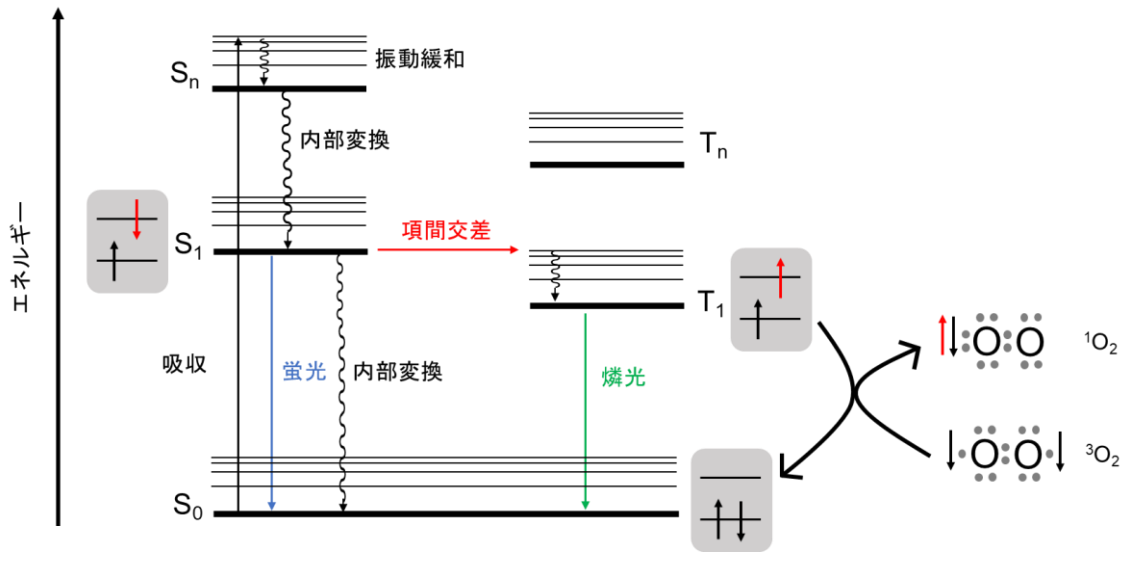 エネルギー
Sn
振動緩和
内部変換
Tn
S1
項間交差
T1
吸収
蛍光
内部変換
燐光
S0
O O
¹O₂
O O
³O₂